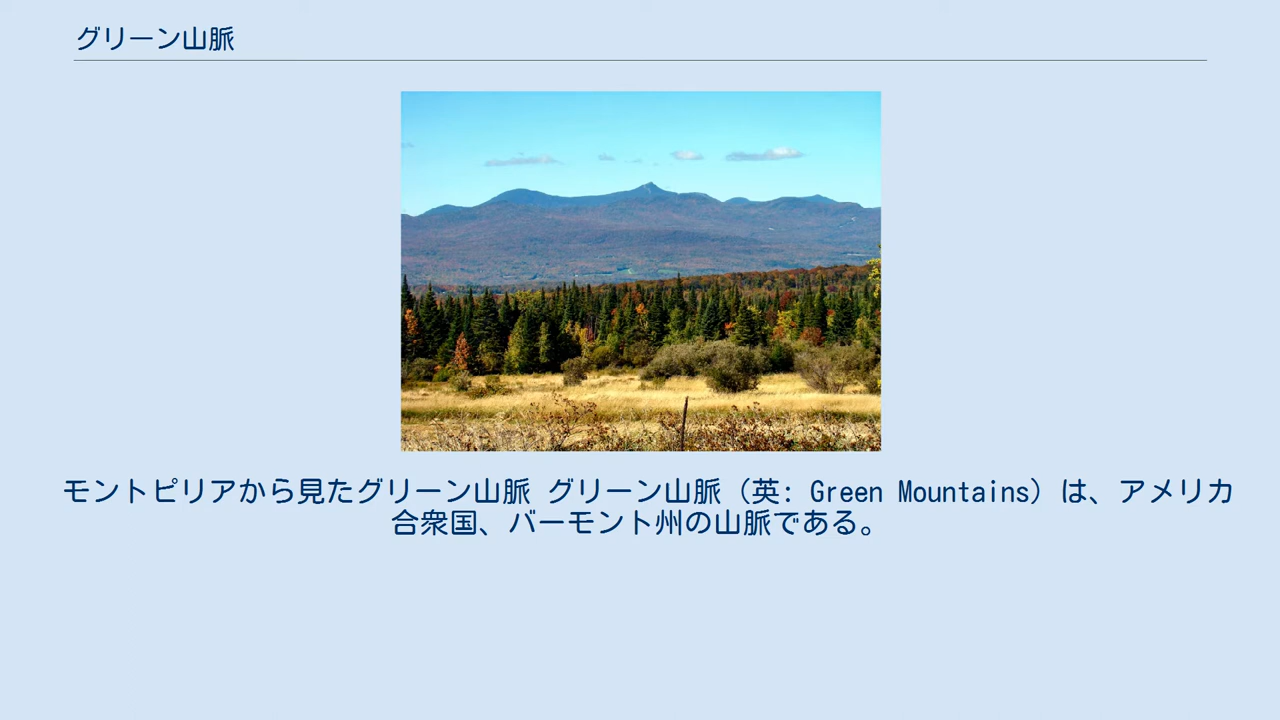 グリーン山脈
モントピリアから見たグリーン山脈 グリーン山脈（英: Green Mountains）は、アメリカ
合衆国、バーモント州の山脈である。